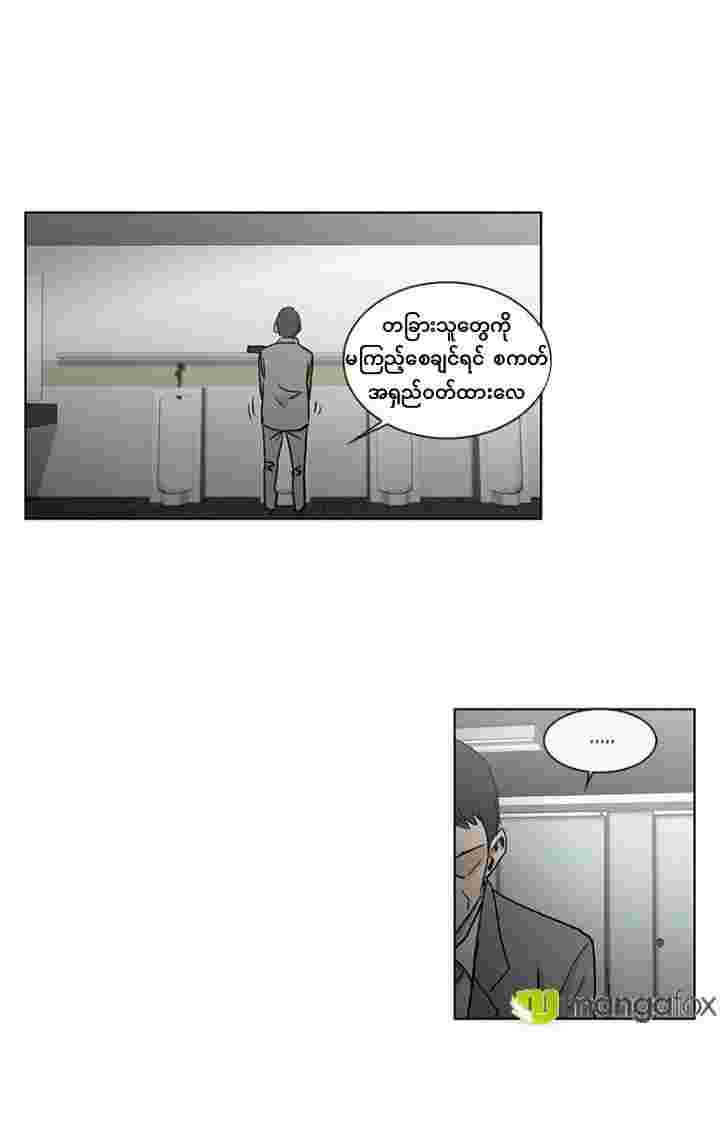 တခြားသူတွေကို
မကြည့်စေချင်ရင် စကတ်
အရှည်ဝတ်ထားလေ
.....
mangafox